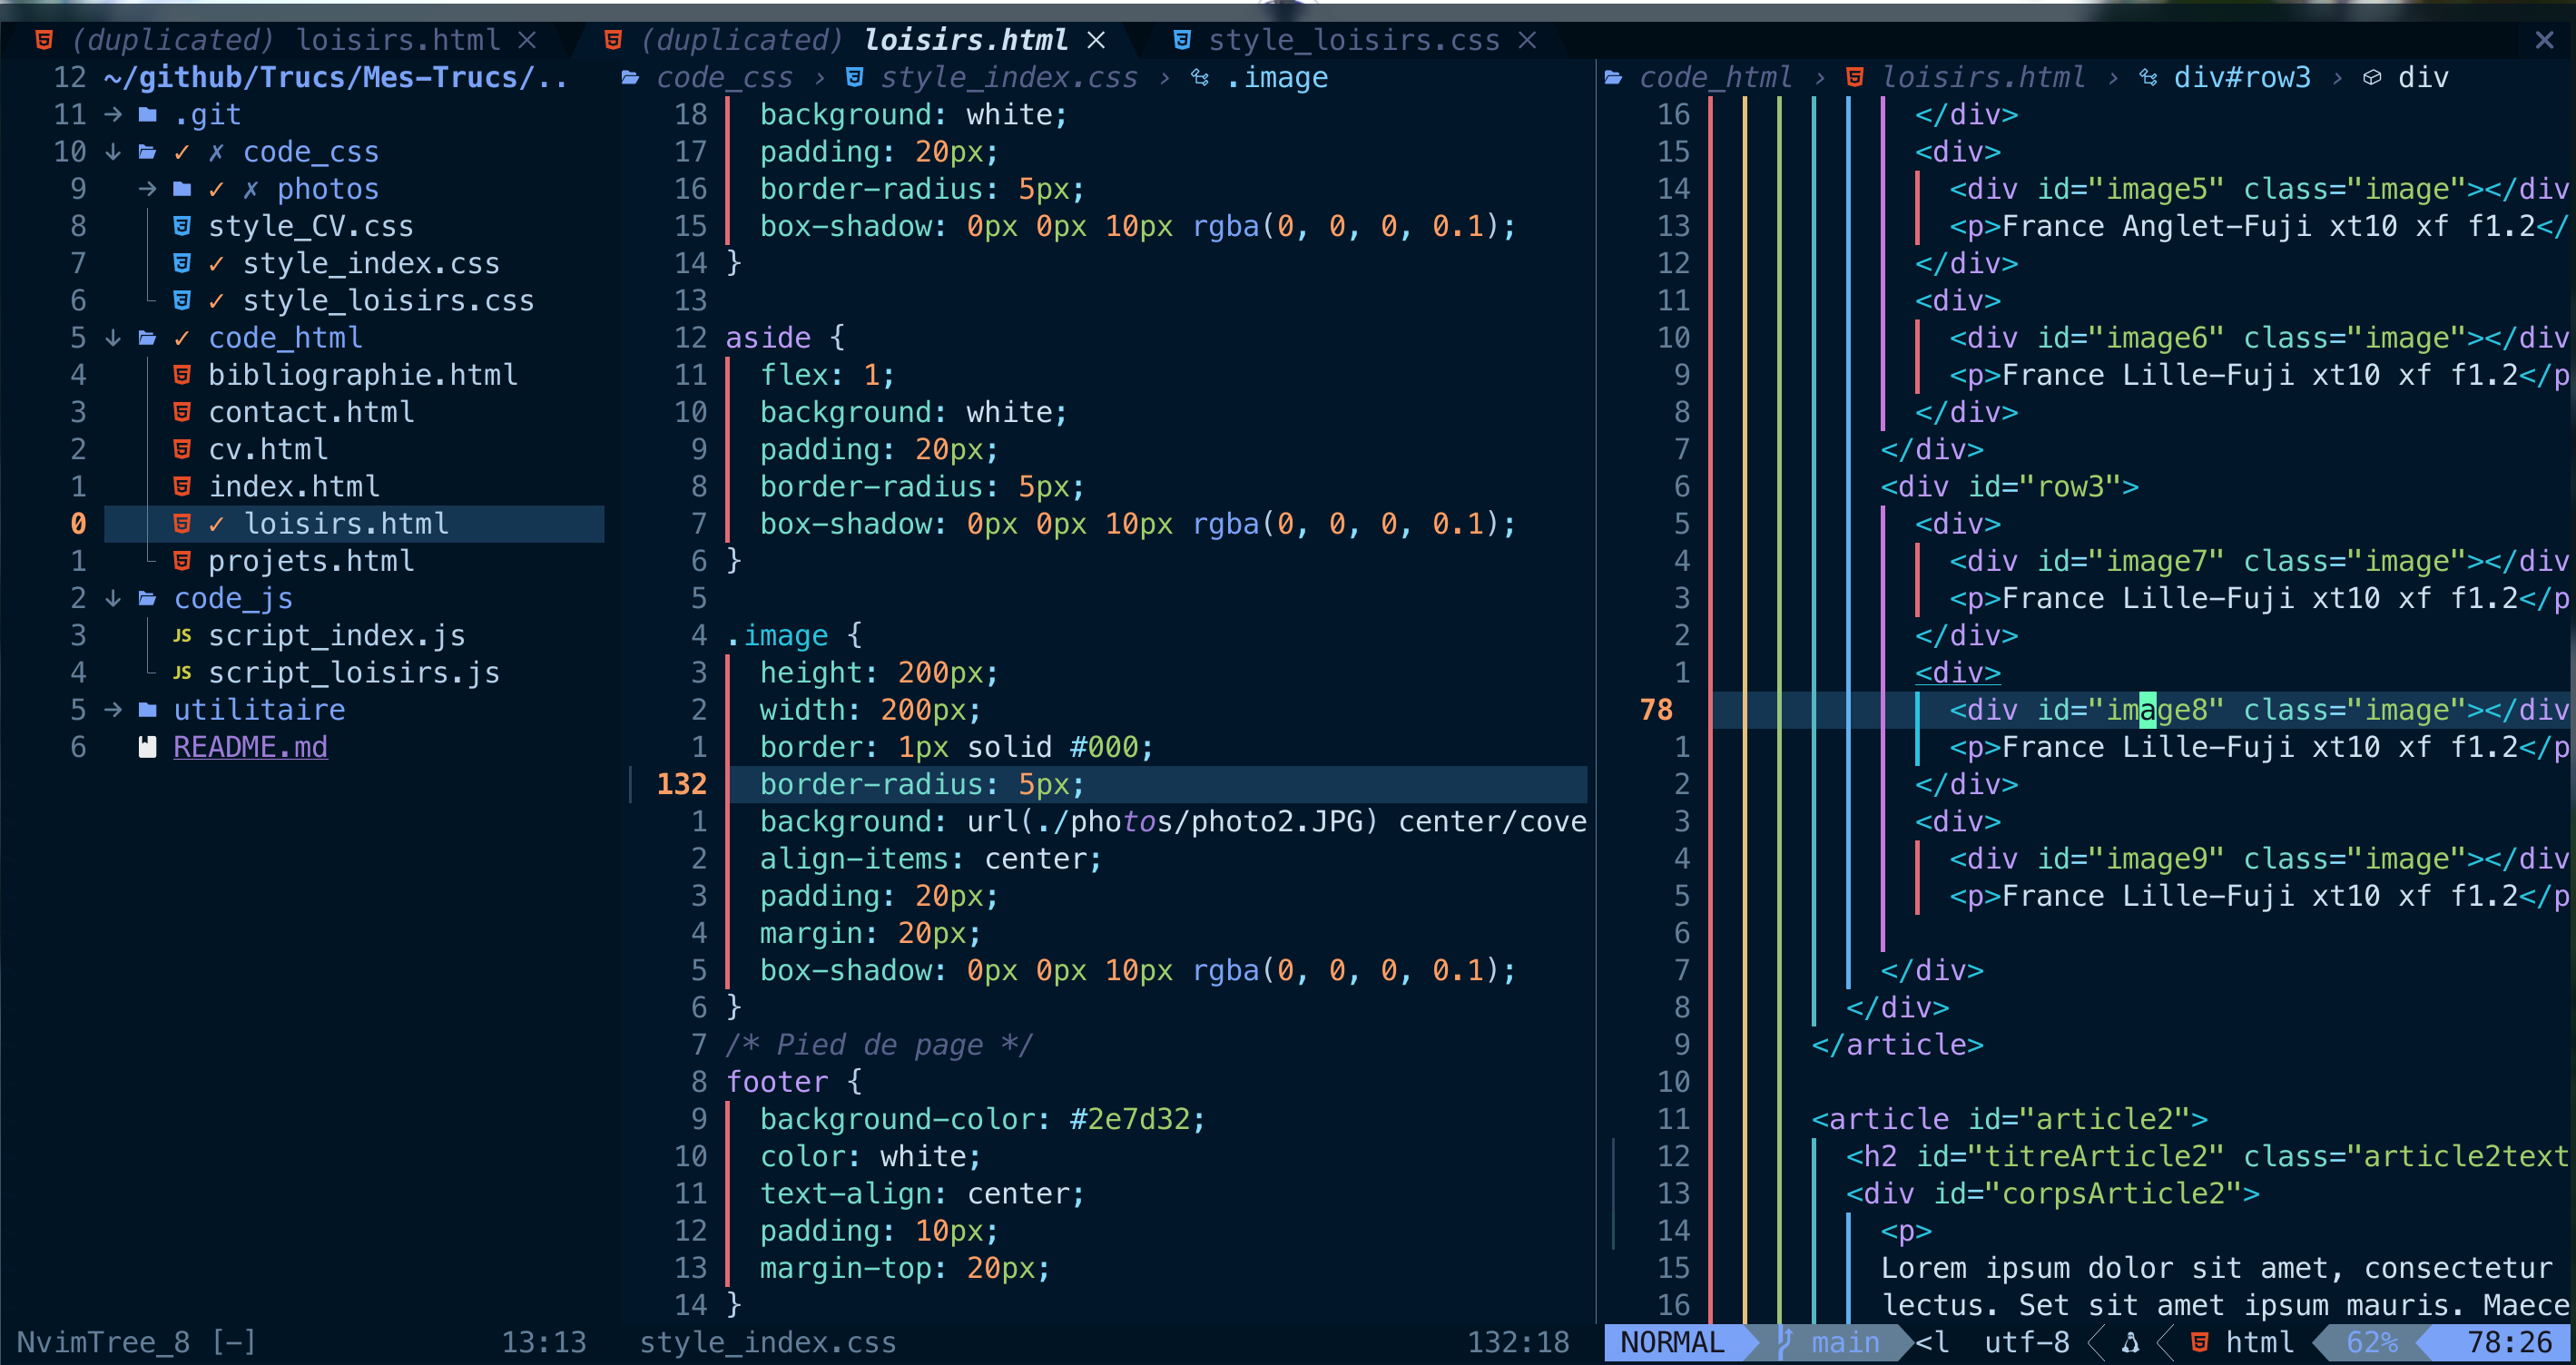 (duplicated) loisirs.html × (duplicated) loisirs.html × style_loisirs.css × ×
12 ~/github/Trucs/Mes-Trucs/..
11 → .git
10 ↓ ✓ ✗ code_css
9 → ✓ ✗ photos
8 style_CV.css
7 ✓ style_index.css
6 ✓ style_loisirs.css
5 ↓ ✓ code_html
4 bibliographie.html
3 contact.html
2 cv.html
1 index.html
0 ✓ loisirs.html
1 projets.html
2 ↓ code_js
3 JS script_index.js
4 JS script_loisirs.js
5 → utilitaire
6 README.md
NvimTree_8 [-] 13:13
code_css › style_index.css › .image
18 background: white;
17 padding: 20px;
16 border-radius: 5px;
15 box-shadow: 0px 0px 10px rgba(0, 0, 0, 0.1);
14 }
13
12 aside {
11 flex: 1;
10 background: white;
9 padding: 20px;
8 border-radius: 5px;
7 box-shadow: 0px 0px 10px rgba(0, 0, 0, 0.1);
6 }
5
4 .image {
3 height: 200px;
2 width: 200px;
1 border: 1px solid #000;
132 border-radius: 5px;
1 background: url(./photos/photo2.JPG) center/cove
2 align-items: center;
3 padding: 20px;
4 margin: 20px;
5 box-shadow: 0px 0px 10px rgba(0, 0, 0, 0.1);
6 }
7 /* Pied de page */
8 footer {
9 background-color: #2e7d32;
10 color: white;
11 text-align: center;
12 padding: 10px;
13 margin-top: 20px;
14 }
style_index.css 132:18
code_html › loisirs.html › div#row3 › div
16 </div>
15 <div>
14 <div id="image5" class="image"></div
13 <p>France Anglet-Fuji xt10 xf f1.2</
12 </div>
11 <div>
10 <div id="image6" class="image"></div
9 <p>France Lille-Fuji xt10 xf f1.2</p
8 </div>
7 </div>
6 <div id="row3">
5 <div>
4 <div id="image7" class="image"></div
3 <p>France Lille-Fuji xt10 xf f1.2</p
2 </div>
1 <div>
78 <div id="image8" class="image"></div
1 <p>France Lille-Fuji xt10 xf f1.2</p
2 </div>
3 <div>
4 <div id="image9" class="image"></div
5 <p>France Lille-Fuji xt10 xf f1.2</p
6
7 </div>
8 </div>
9 </article>
10
11 <article id="article2">
12 <h2 id="titreArticle2" class="article2text
13 <div id="corpsArticle2">
14 <p>
15 Lorem ipsum dolor sit amet, consectetur
16 lectus. Set sit amet ipsum mauris. Maece
NORMAL main <l utf-8 html 62% 78:26